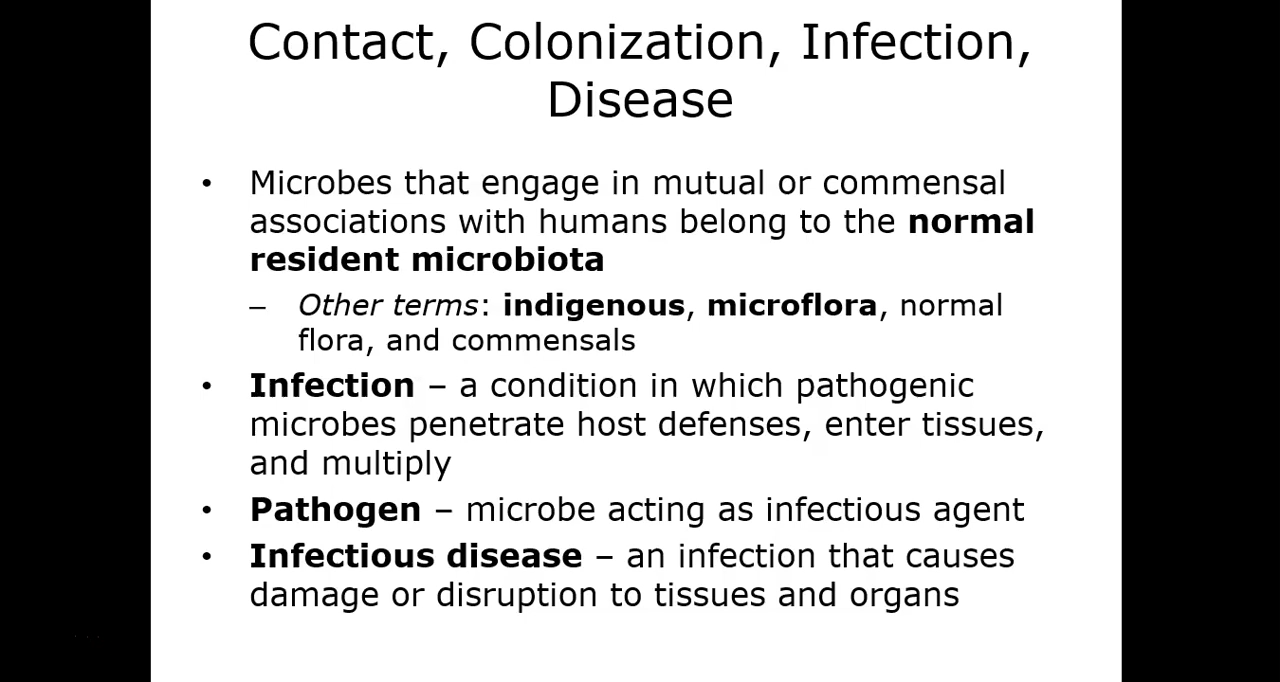 Contact, Colonization, Infection,
Disease
• Microbes that engage in mutual or commensal
associations with humans belong to the normal
resident microbiota
– Other terms: indigenous, microflora, normal
flora, and commensals
• Infection – a condition in which pathogenic
microbes penetrate host defenses, enter tissues,
and multiply
• Pathogen – microbe acting as infectious agent
• Infectious disease – an infection that causes
damage or disruption to tissues and organs